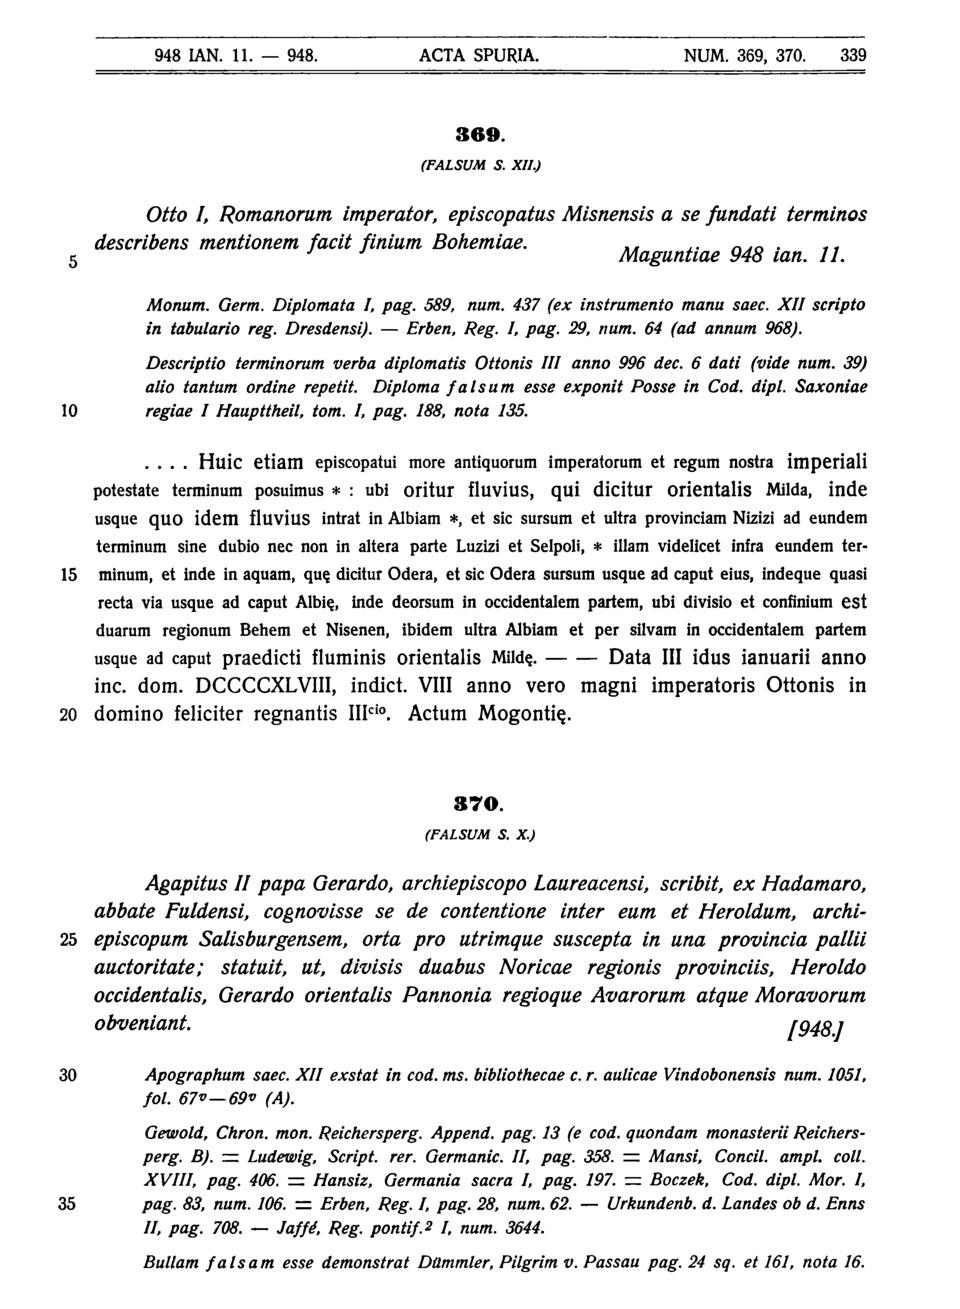 948 IAN. 11. — 948. ACTA SPURIA. NUM. 369, 370. 339
369.
(FALSUM S. XII.)
Otto I, Romanorum imperator, episcopatus Misnensis a se fundati terminos
describens mentionem facit finium Bohemiae. Maguntiae 948 ian. 11.
5
Monum. Germ. Diplomata I, pag. 589, num. 437 (ex instrumento manu saec. XII scripto
in tabulario reg. Dresdensi). — Erben, Reg. I, pag. 29, num. 64 (ad annum 968).
Descriptio terminorum verba diplomatis Ottonis III anno 996 dec. 6 dati (vide num. 39)
alio tantum ordine repetit. Diploma falsum esse exponit Posse in Cod. dipl. Saxoniae
10 regiae I Haupttheil, tom. I, pag. 188, nota 135.
. . . . Huic etiam episcopatui more antiquorum imperatorum et regum nostra imperiali
potestate terminum posuimus * : ubi oritur fluvius, qui dicitur orientalis Milda, inde
usque quo idem fluvius intrat in Albiam *, et sic sursum et ultra provinciam Nizizi ad eundem
terminum sine dubio nec non in altera parte Luzizi et Selpoli, * illam videlicet infra eundem ter-
15 minum, et inde in aquam, quę dicitur Odera, et sic Odera sursum usque ad caput eius, indeque quasi
recta via usque ad caput Albię, inde deorsum in occidentalem partem, ubi divisio et confinium est
duarum regionum Behem et Nisenen, ibidem ultra Albiam et per silvam in occidentalem partem
usque ad caput praedicti fluminis orientalis Mildę. — — Data III idus ianuarii anno
inc. dom. DCCCCXLVIII, indict. VIII anno vero magni imperatoris Ottonis in
20 domino feliciter regnantis IIIcio. Actum Mogontię.
370.
(FALSUM S. X.)
Agapitus II papa Gerardo, archiepiscopo Laureacensi, scribit, ex Hadamaro,
abbate Fuldensi, cognovisse se de contentione inter eum et Heroldum, archi-
25 episcopum Salisburgensem, orta pro utrimque suscepta in una provincia pallii
auctoritate; statuit, ut, divisis duabus Noricae regionis provinciis, Heroldo
occidentalis, Gerardo orientalis Pannonia regioque Avarorum atque Moravorum
obveniant. [948.]
30 Apographum saec. XII exstat in cod. ms. bibliothecae c. r. aulicae Vindobonensis num. 1051,
fol. 67v—69v (A).
Gewold, Chron. mon. Reichersperg. Append. pag. 13 (e cod. quondam monasterii Reichers-
perg. B). = Ludewig, Script. rer. Germanic. II, pag. 358. = Mansi, Concil. ampl. coll.
XVIII, pag. 406. = Hansiz, Germania sacra I, pag. 197. = Boczek, Cod. dipl. Mor. I,
35 pag. 83, num. 106. = Erben, Reg. I, pag. 28, num. 62. — Urkundenb. d. Landes ob d. Enns
II, pag. 708. — Jaffé, Reg. pontif.2 I, num. 3644.
Bullam falsam esse demonstrat Dümmler, Pilgrim v. Passau pag. 24 sq. et 161, nota 16.